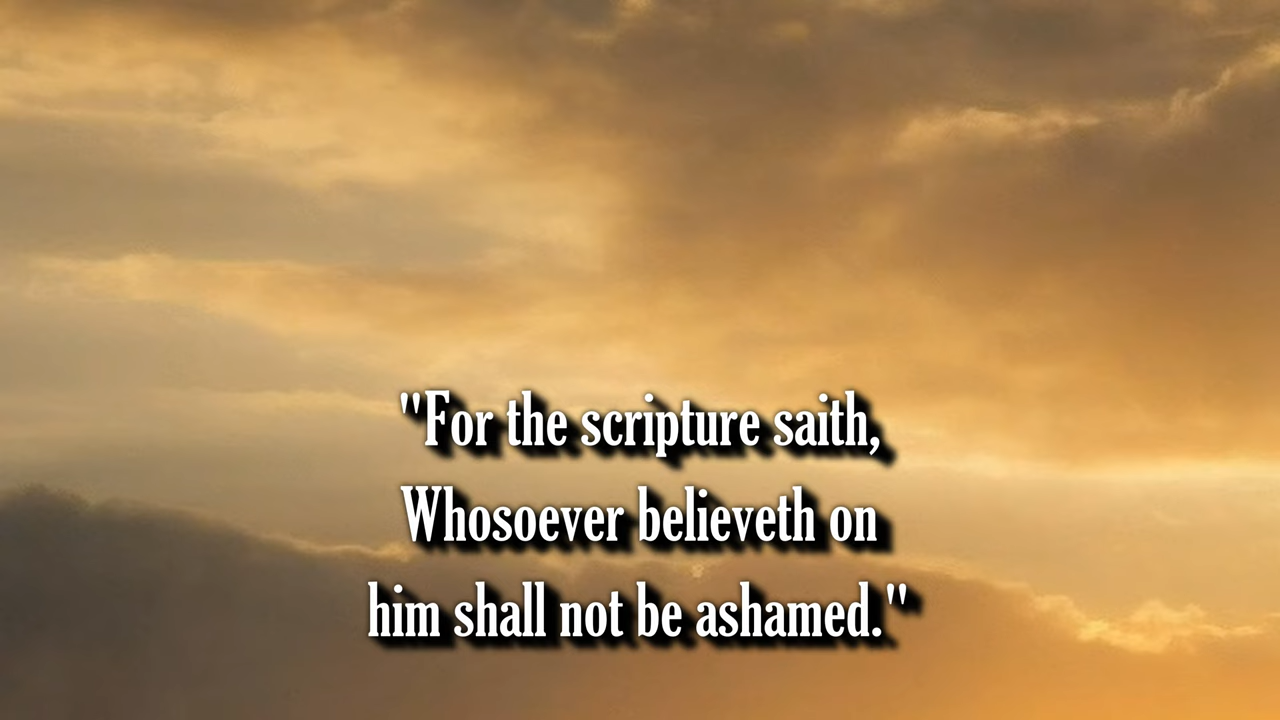 "For the scripture saith,
Whosoever believeth on
him shall not be ashamed."